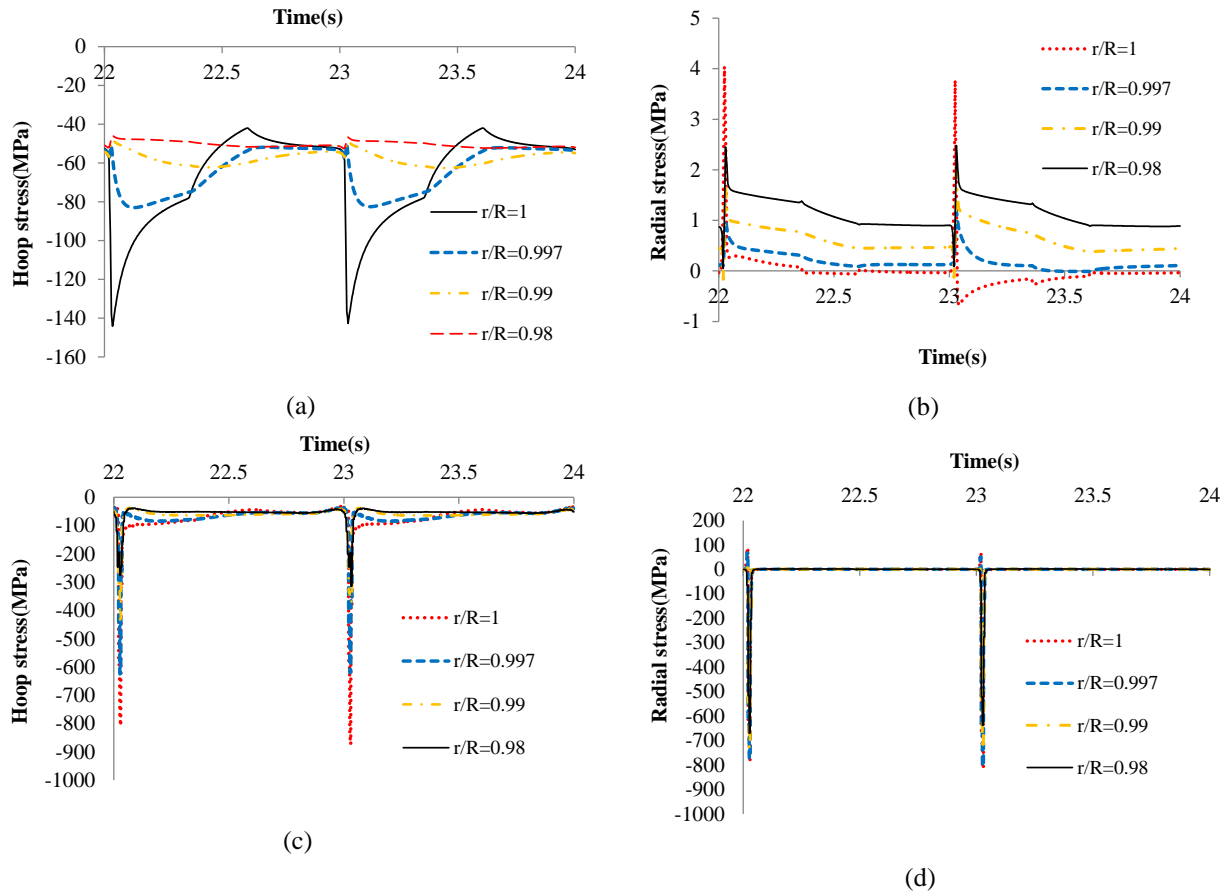 Time(s)
0
-20
-40
-60
-80
-100
-120
-140
-160
22
22.5
23
23.5
24
Hoop stress(MPa)
r/R=1
r/R=0.997
r/R=0.99
r/R=0.98
(a)
5
4
3
2
1
0
-1
22
22.5
23
23.5
24
Radial stress(MPa)
r/R=1
r/R=0.997
r/R=0.99
r/R=0.98
Time(s)
(b)
Time(s)
22
22.5
23
23.5
24
0
-100
-200
-300
-400
-500
-600
-700
-800
-900
-1000
Hoop stress(MPa)
r/R=1
r/R=0.997
r/R=0.99
r/R=0.98
(c)
Time(s)
22
22.5
23
23.5
24
200
100
0
-100
-200
-300
-400
-500
-600
-700
-800
-900
-1000
Radial stress(MPa)
r/R=1
r/R=0.997
r/R=0.99
r/R=0.98
(d)